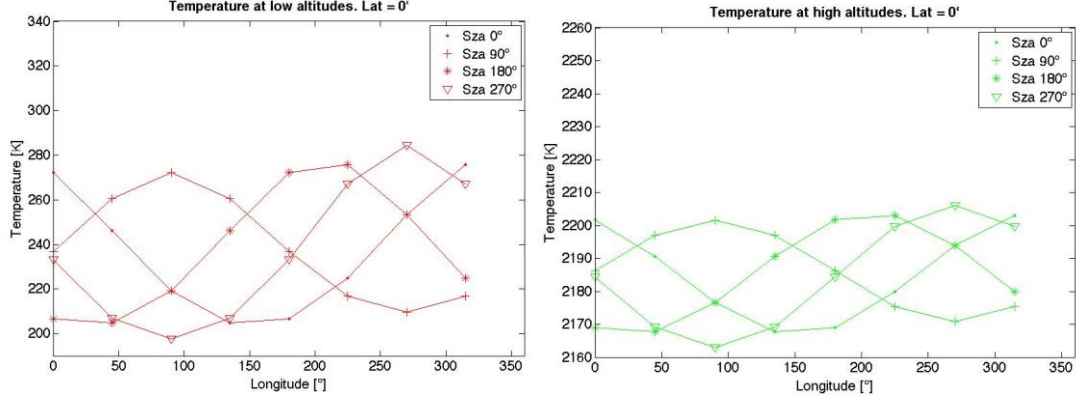 Temperature at low altitudes. Lat = 0°
340
320
300
280
260
240
220
200
Temperature [K]
0 50 100 150 200 250 300 350
Longitude [°]
Sza 0°
Sza 90°
Sza 180°
Sza 270°
Temperature at high altitudes. Lat = 0°
2260
2250
2240
2230
2220
2210
2200
2190
2180
2170
2160
Temperature [K]
0 50 100 150 200 250 300 350
Longitude [°]
Sza 0°
Sza 90°
Sza 180°
Sza 270°